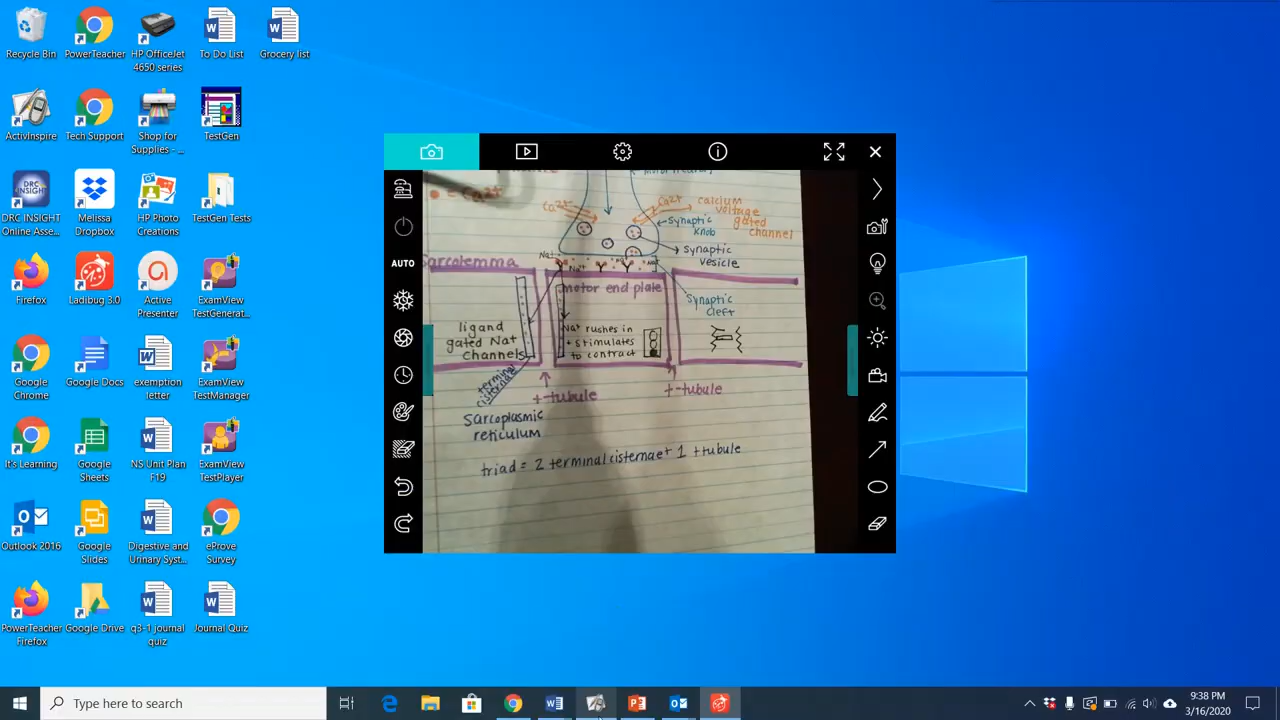 Recycle Bin
PowerTeacher
HP OfficeJet
4650 series
To Do List
Grocery list
ActivInspire
Tech Support
Shop for
Supplies - ...
TestGen
DRC INSIGHT
Online Asse...
Melissa
Dropbox
HP Photo
Creations
TestGen Tests
Firefox
Ladibug 3.0
Active
Presenter
ExamView
TestGenerat...
Google
Chrome
Google Docs
exemption
letter
ExamView
TestManager
It's Learning
Google
Sheets
NS Unit Plan
F19
ExamView
TestPlayer
Outlook 2016
Google
Slides
Digestive and
Urinary Syst...
eProve
Survey
PowerTeacher
Firefox
Google Drive
q3-1 journal
quiz
Journal Quiz
AUTO
= Ca2+
Ca2+
Ca2+
calcium
voltage
gated
channel
synaptic
knob
synaptic
vesicle
Sarcolemma
Na+
Na+
motor end plate
synaptic
cleft
ligand
gated Na+
channels
Na+ rushes in
+ stimulates
to contract
terminal
cisternae
t-tubule
t-tubule
Sarcoplasmic
reticulum
triad = 2 terminal cisternae + 1 t tubule
Type here to search
9:38 PM
3/16/2020